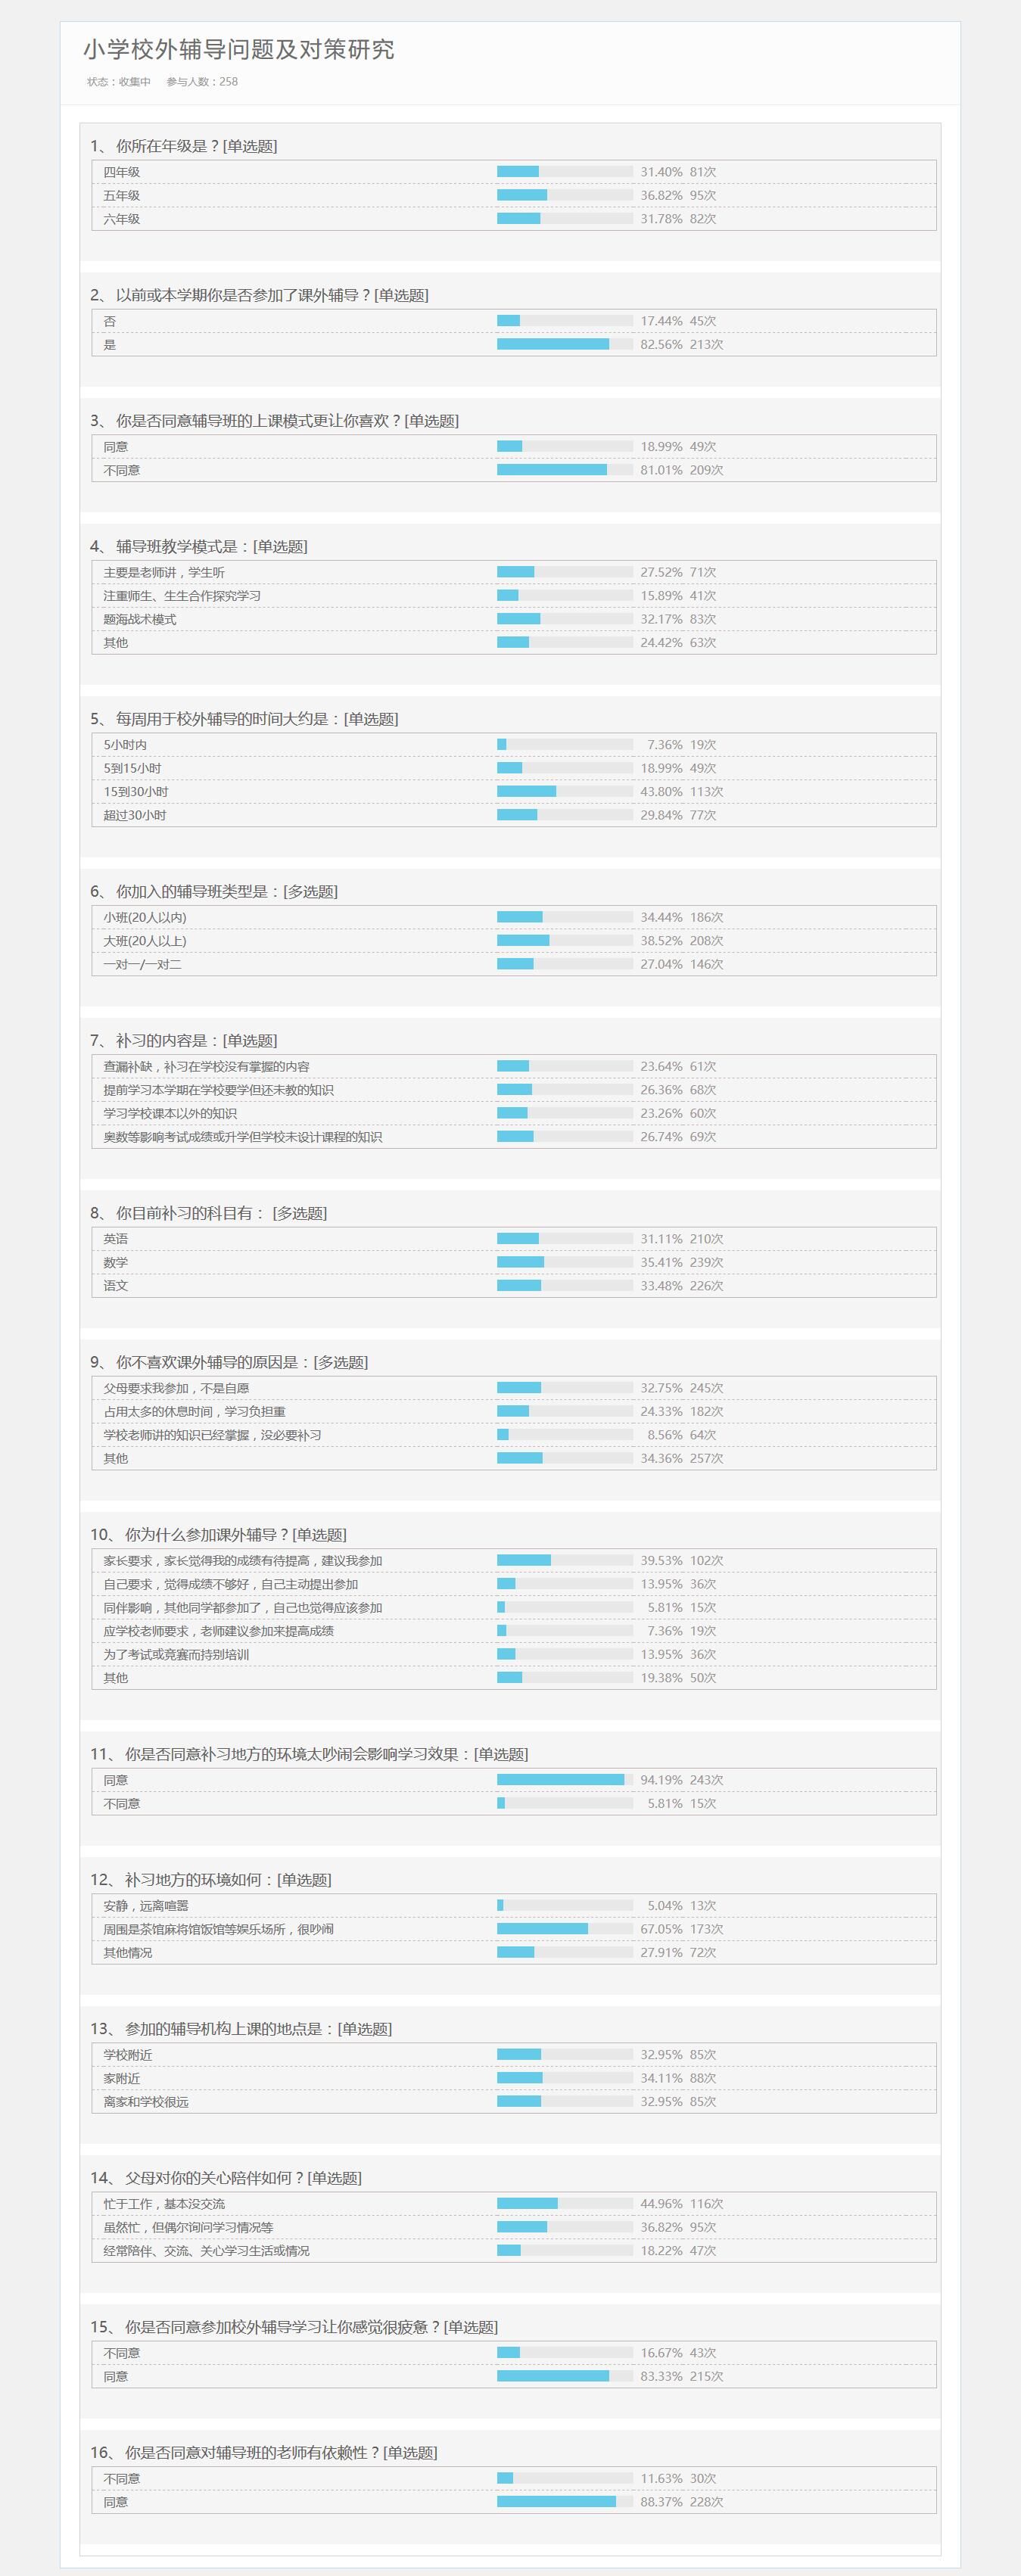 小学校外辅导问题及对策研究
状态：收集中 参与人数：258
1、 你所在年级是？[单选题]
四年级 31.40% 81次
五年级 36.82% 95次
六年级 31.78% 82次
2、 以前或本学期你是否参加了课外辅导？[单选题]
否 17.44% 45次
是 82.56% 213次
3、 你是否同意辅导班的上课模式更让你喜欢？[单选题]
同意 18.99% 49次
不同意 81.01% 209次
4、 辅导班教学模式是：[单选题]
主要是老师讲，学生听 27.52% 71次
注重师生、生生合作探究学习 15.89% 41次
题海战术模式 32.17% 83次
其他 24.42% 63次
5、 每周用于校外辅导的时间大约是：[单选题]
5小时内 7.36% 19次
5到15小时 18.99% 49次
15到30小时 43.80% 113次
超过30小时 29.84% 77次
6、 你加入的辅导班类型是：[多选题]
小班(20人以内) 34.44% 186次
大班(20人以上) 38.52% 208次
一对一/一对二 27.04% 146次
7、 补习的内容是：[单选题]
查漏补缺，补习在学校没有掌握的内容 23.64% 61次
提前学习本学期在学校要学但还未教的知识 26.36% 68次
学习学校课本以外的知识 23.26% 60次
奥数等影响考试成绩或升学但学校未设计课程的知识 26.74% 69次
8、 你目前补习的科目有： [多选题]
英语 31.11% 210次
数学 35.41% 239次
语文 33.48% 226次
9、 你不喜欢课外辅导的原因是：[多选题]
父母要求我参加，不是自愿 32.75% 245次
占用太多的休息时间，学习负担重 24.33% 182次
学校老师讲的知识已经掌握，没必要补习 8.56% 64次
其他 34.36% 257次
10、 你为什么参加课外辅导？[单选题]
家长要求，家长觉得我的成绩有待提高，建议我参加 39.53% 102次
自己要求，觉得成绩不够好，自己主动提出参加 13.95% 36次
同伴影响，其他同学都参加了，自己也觉得应该参加 5.81% 15次
应学校老师要求，老师建议参加来提高成绩 7.36% 19次
为了考试或竞赛而持别培训 13.95% 36次
其他 19.38% 50次
11、 你是否同意补习地方的环境太吵闹会影响学习效果：[单选题]
同意 94.19% 243次
不同意 5.81% 15次
12、 补习地方的环境如何：[单选题]
安静，远离喧嚣 5.04% 13次
周围是茶馆麻将馆饭馆等娱乐场所，很吵闹 67.05% 173次
其他情况 27.91% 72次
13、 参加的辅导机构上课的地点是：[单选题]
学校附近 32.95% 85次
家附近 34.11% 88次
离家和学校很远 32.95% 85次
14、 父母对你的关心陪伴如何？[单选题]
忙于工作，基本没交流 44.96% 116次
虽然忙，但偶尔询问学习情况等 36.82% 95次
经常陪伴、交流、关心学习生活或情况 18.22% 47次
15、 你是否同意参加校外辅导学习让你感觉很疲惫？[单选题]
不同意 16.67% 43次
同意 83.33% 215次
16、 你是否同意对辅导班的老师有依赖性？[单选题]
不同意 11.63% 30次
同意 88.37% 228次